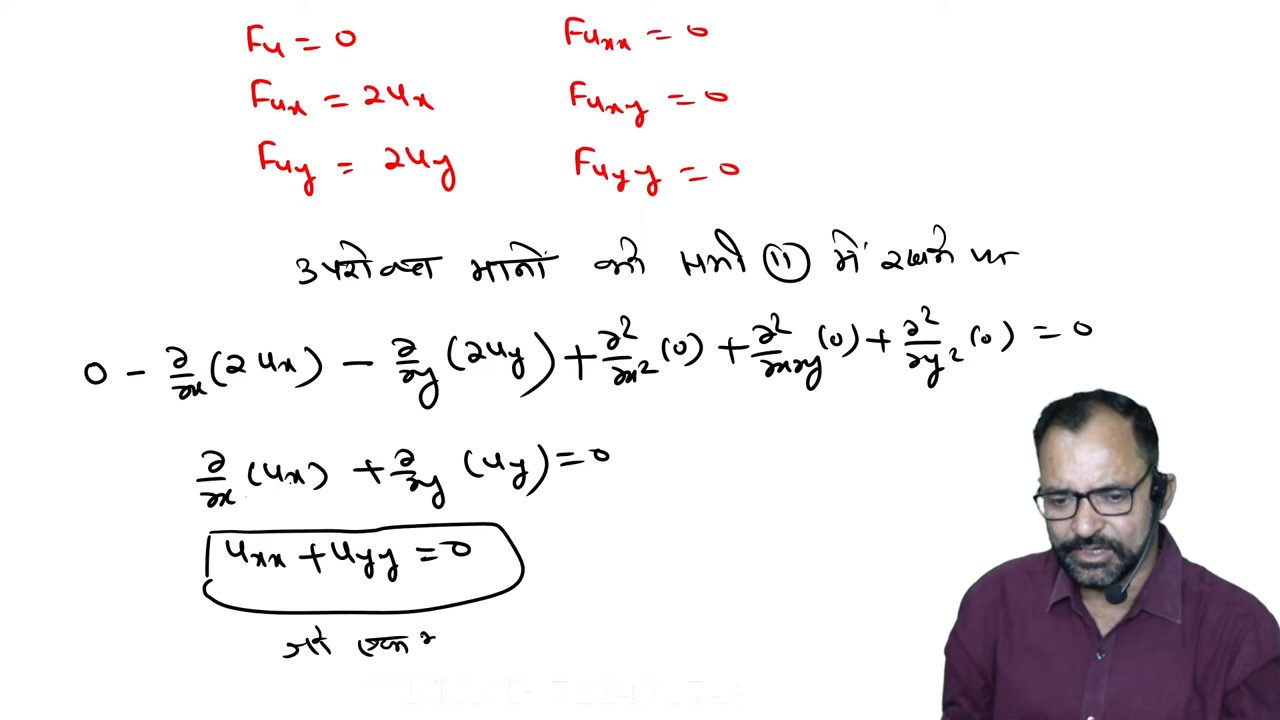 Fu = 0 Fuxx = 0
Fux = 2ux Fuxy = 0
Fuy = 2uy Fuyy = 0
उपरोक्त मानों को समी (11) में रखने पर
0 - ∂/∂x (2ux) - ∂/∂y (2uy) + ∂²/∂x² (0) + ∂²/∂x∂y (0) + ∂²/∂y² (0) = 0
∂/∂x (ux) + ∂/∂y (uy) = 0
uxx + uyy = 0
जो एक